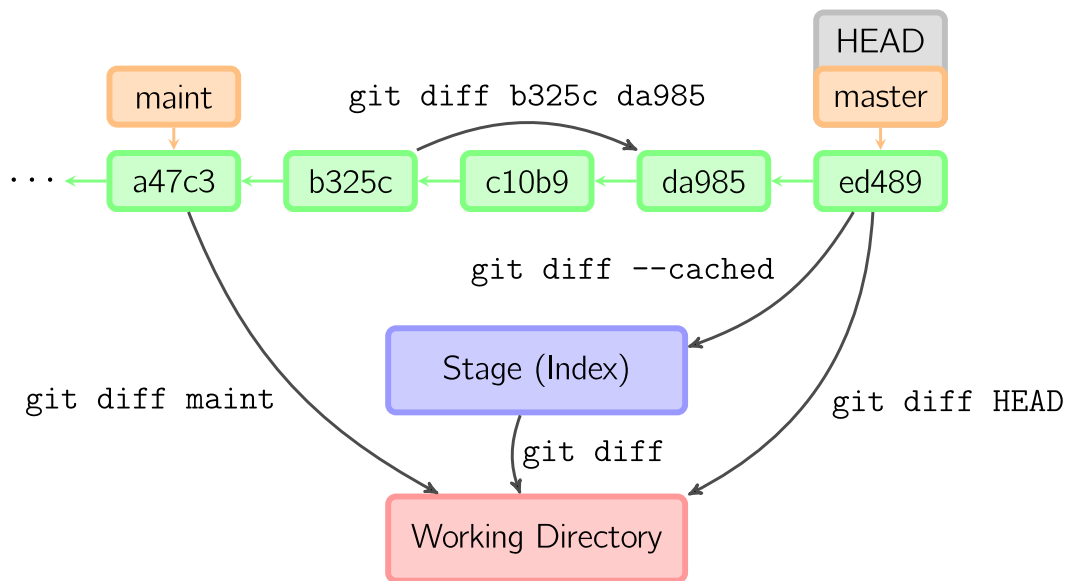 HEAD
maint
git diff b325c da985
master
...
a47c3
b325c
c10b9
da985
ed489
git diff --cached
Stage (Index)
git diff maint
git diff HEAD
git diff
Working Directory